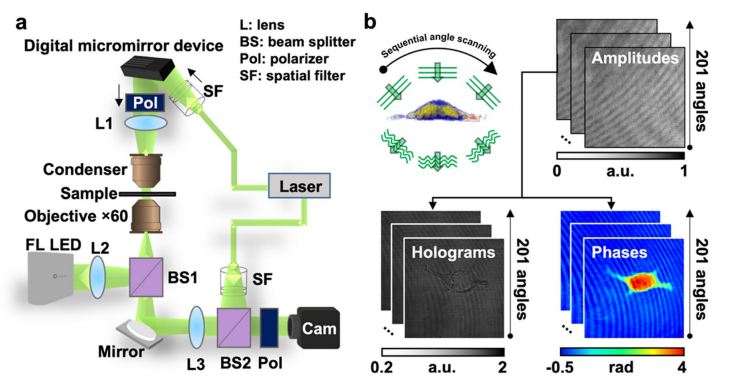 a
Digital micromirror device
L: lens
BS: beam splitter
Pol: polarizer
SF: spatial filter
SF
Pol
L1
Condenser
Sample
Objective ×60
Laser
FL LED
L2
BS1
SF
Mirror
L3
BS2
Pol
Cam
b
Sequential angle scanning
Amplitudes
201 angles
0
a.u.
1
Holograms
201 angles
0.2
a.u.
2
Phases
201 angles
-0.5
rad
4